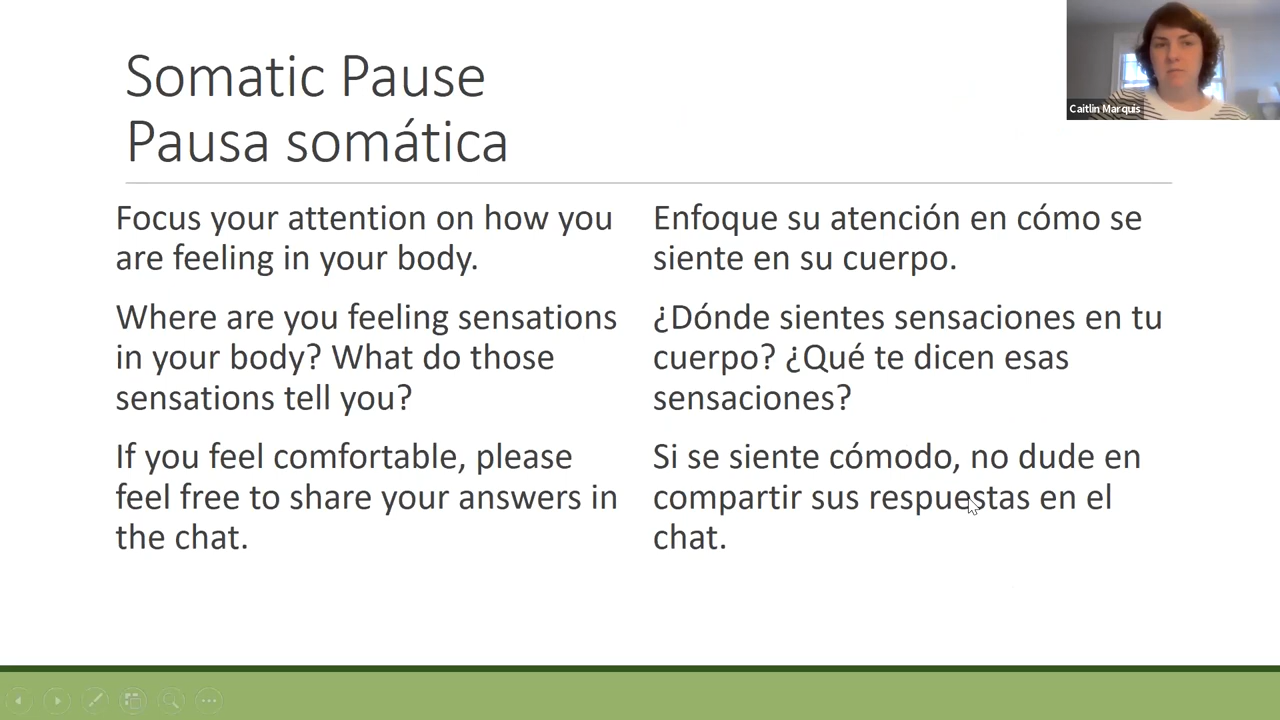 Somatic Pause
Pausa somática
Caitlin Marquis
Focus your attention on how you
are feeling in your body.
Where are you feeling sensations
in your body? What do those
sensations tell you?
If you feel comfortable, please
feel free to share your answers in
the chat.
Enfoque su atención en cómo se
siente en su cuerpo.
¿Dónde sientes sensaciones en tu
cuerpo? ¿Qué te dicen esas
sensaciones?
Si se siente cómodo, no dude en
compartir sus respuestas en el
chat.